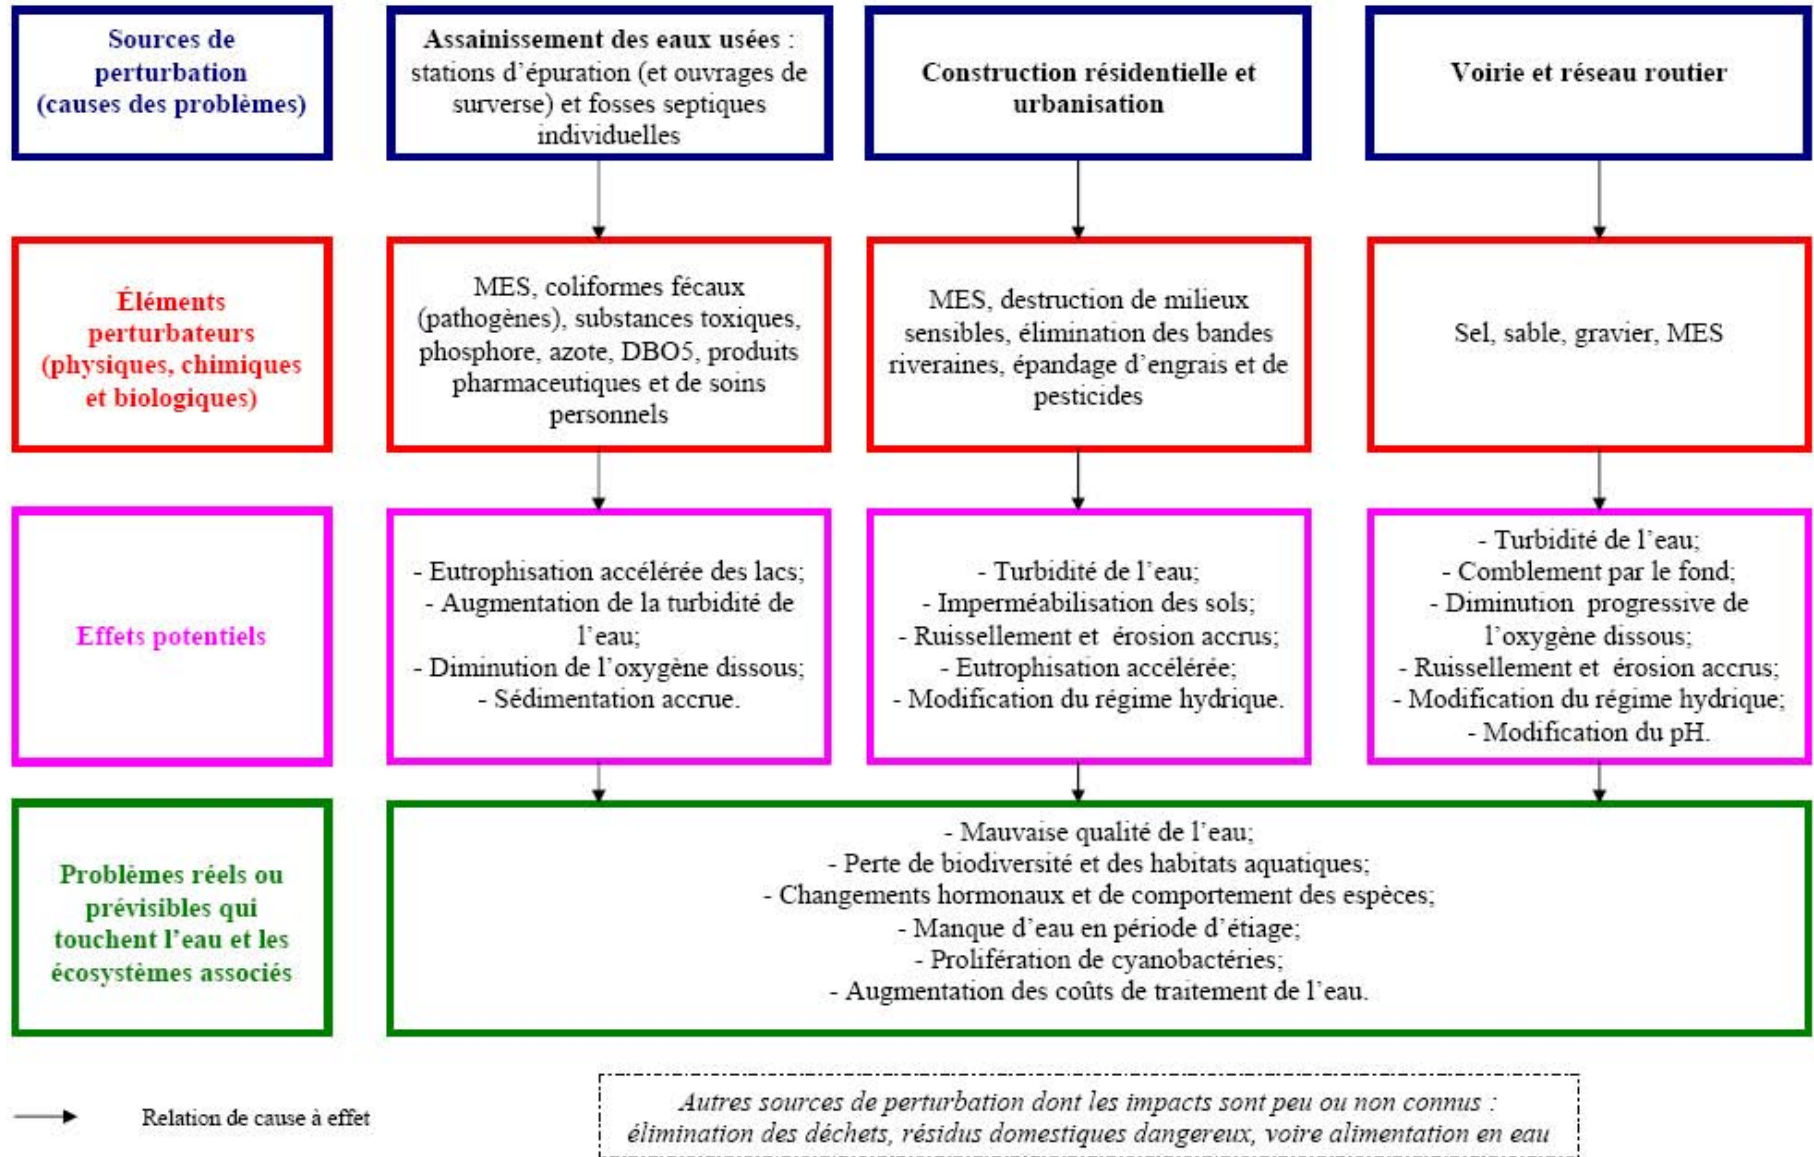 Sources de
perturbation
(causes des problèmes)
Assainissement des eaux usées :
stations d’épuration (et ouvrages de
surverse) et fosses septiques
individuelles
Construction résidentielle et
urbanisation
Voirie et réseau routier
Éléments
perturbateurs
(physiques, chimiques
et biologiques)
MES, coliformes fécaux
(pathogènes), substances toxiques,
phosphore, azote, DBO5, produits
pharmaceutiques et de soins
personnels
MES, destruction de milieux
sensibles, élimination des bandes
riveraines, épandage d’engrais et de
pesticides
Sel, sable, gravier, MES
Effets potentiels
- Eutrophisation accélérée des lacs;
- Augmentation de la turbidité de
l’eau;
- Diminution de l’oxygène dissous;
- Sédimentation accrue.
- Turbidité de l’eau;
- Imperméabilisation des sols;
- Ruissellement et érosion accrus;
- Eutrophisation accélérée;
- Modification du régime hydrique.
- Turbidité de l’eau;
- Comblement par le fond;
- Diminution progressive de
l’oxygène dissous;
- Ruissellement et érosion accrus;
- Modification du régime hydrique;
- Modification du pH.
Problèmes réels ou
prévisibles qui
touchent l’eau et les
écosystèmes associés
- Mauvaise qualité de l’eau;
- Perte de biodiversité et des habitats aquatiques;
- Changements hormonaux et de comportement des espèces;
- Manque d’eau en période d’étiage;
- Prolifération de cyanobactéries;
- Augmentation des coûts de traitement de l’eau.
Relation de cause à effet
Autres sources de perturbation dont les impacts sont peu ou non connus :
élimination des déchets, résidus domestiques dangereux, voire alimentation en eau